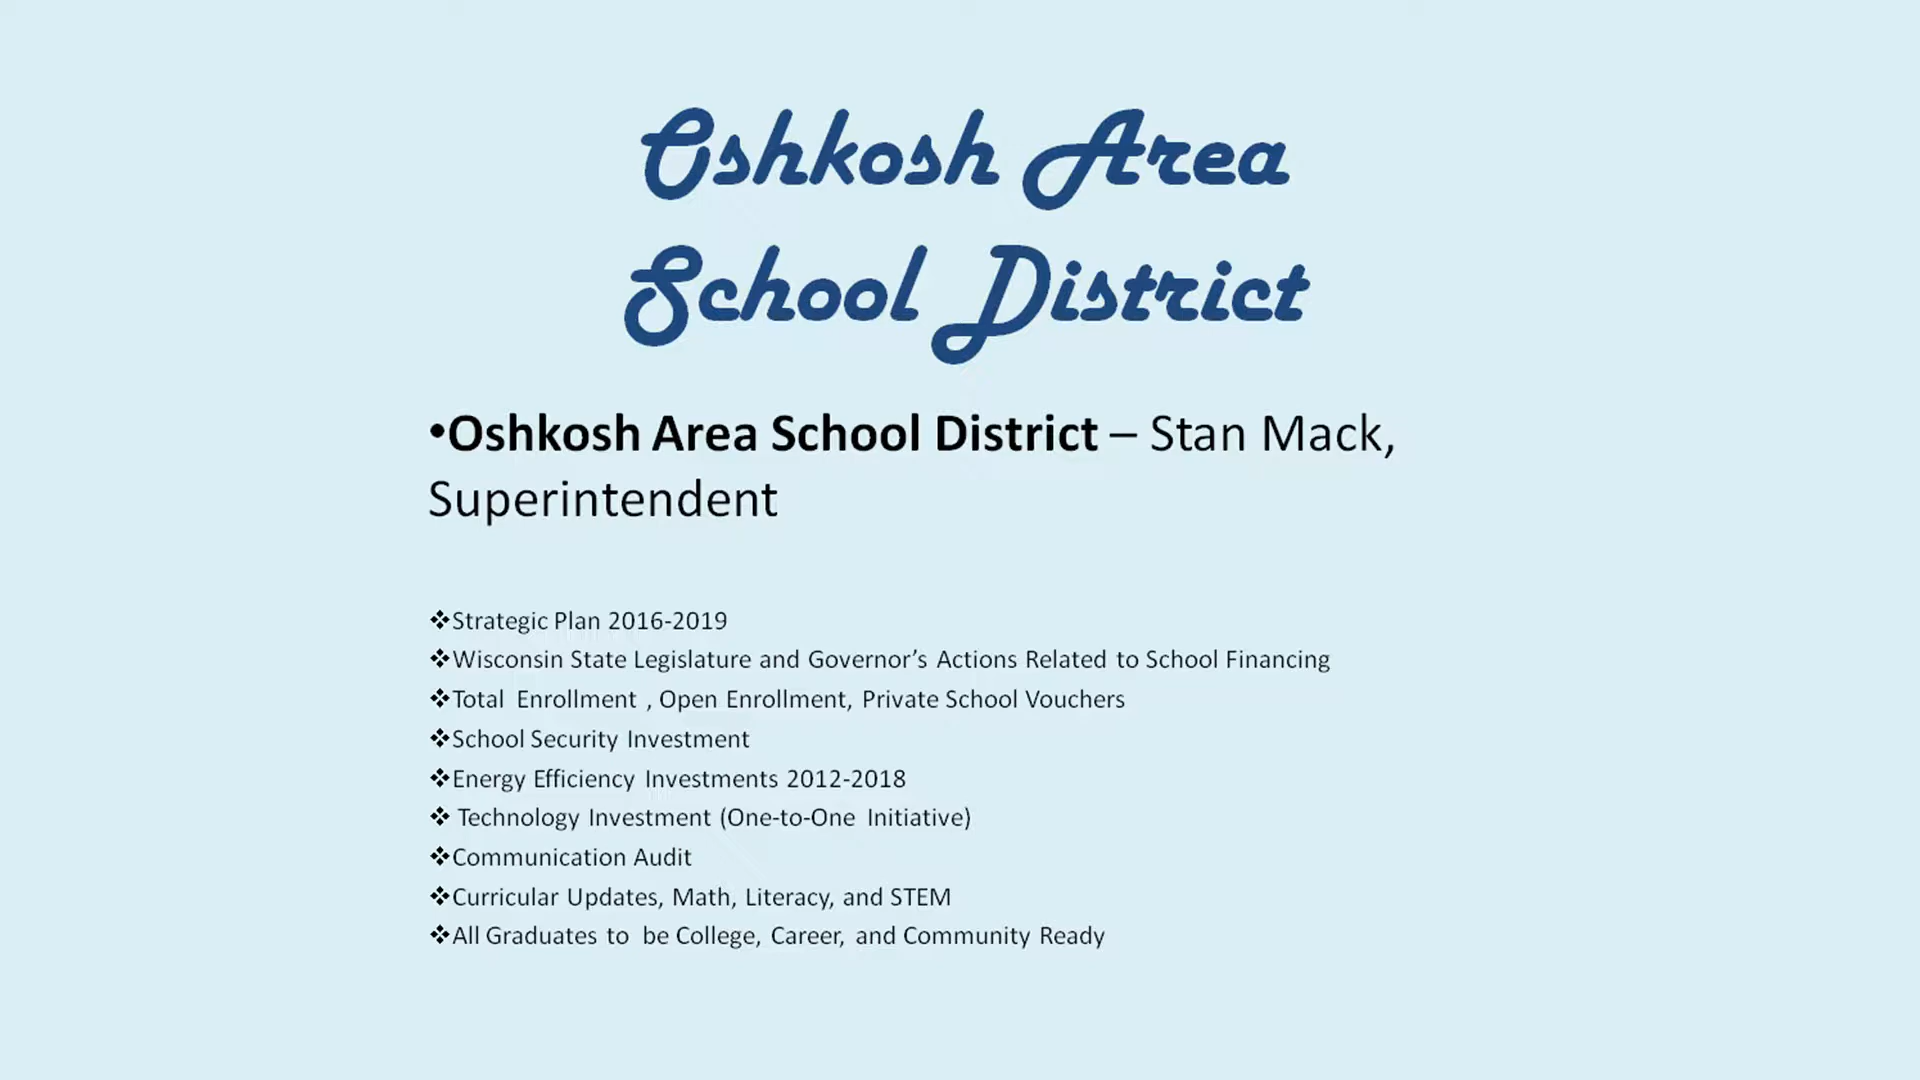 Oshkosh Area
School District
•Oshkosh Area School District – Stan Mack,
Superintendent
❖Strategic Plan 2016-2019
❖Wisconsin State Legislature and Governor’s Actions Related to School Financing
❖Total Enrollment , Open Enrollment, Private School Vouchers
❖School Security Investment
❖Energy Efficiency Investments 2012-2018
❖ Technology Investment (One-to-One Initiative)
❖Communication Audit
❖Curricular Updates, Math, Literacy, and STEM
❖All Graduates to be College, Career, and Community Ready